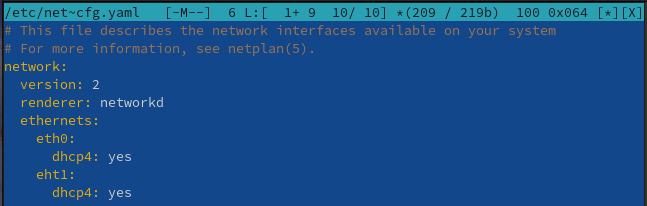 /etc/net~cfg.yaml [-M--] 6 L:[ 1+ 9 10/ 10] *(209 / 219b) 100 0x064 [*][X]
# This file describes the network interfaces available on your system
# For more information, see netplan(5).
network:
  version: 2
  renderer: networkd
  ethernets:
    eth0:
      dhcp4: yes
    eht1:
      dhcp4: yes